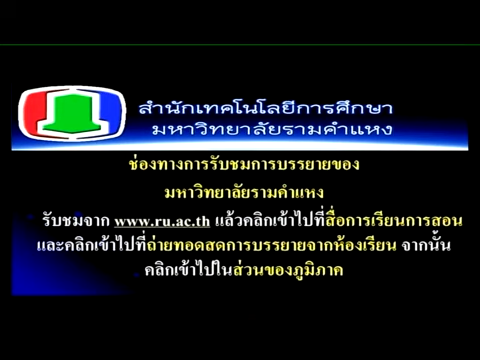 สำนักเทคโนโลยีการศึกษา
มหาวิทยาลัยรามคำแหง
ช่องทางการรับชมการบรรยายของ
มหาวิทยาลัยรามคำแหง
รับชมจาก www.ru.ac.th แล้วคลิกเข้าไปที่สื่อการเรียนการสอน
และคลิกเข้าไปที่ถ่ายทอดสดการบรรยายจากห้องเรียน จากนั้น
คลิกเข้าไปในส่วนของภูมิภาค